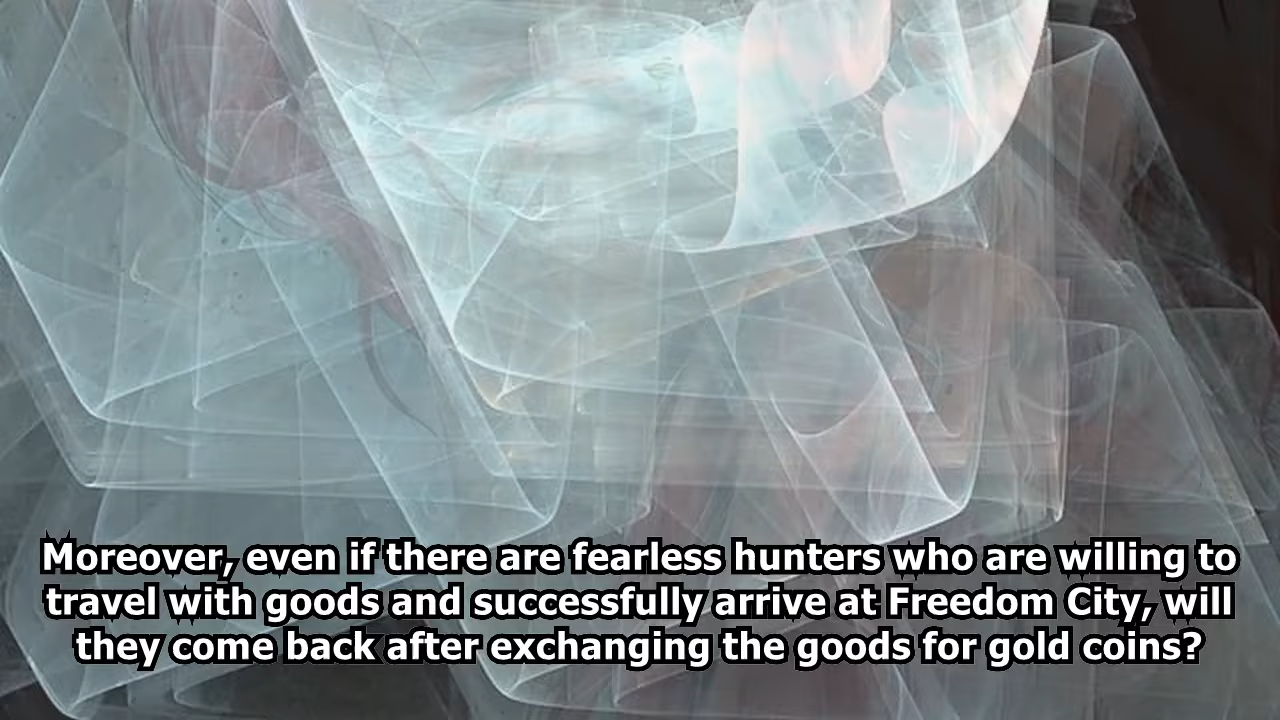 Moreover, even if there are fearless hunters who are willing to
travel with goods and successfully arrive at Freedom City, will
they come back after exchanging the goods for gold coins?